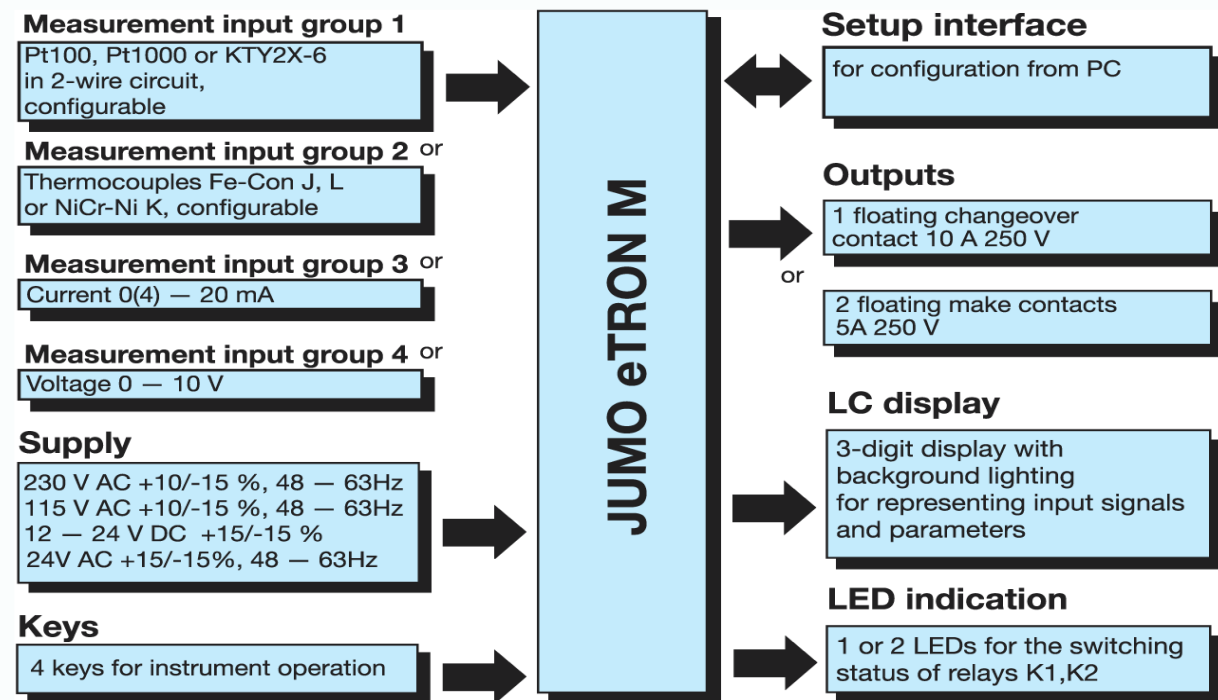 Measurement input group 1
Pt100, Pt1000 or KTY2X-6
in 2-wire circuit,
configurable
Measurement input group 2 or
Thermocouples Fe-Con J, L
or NiCr-Ni K, configurable
Measurement input group 3 or
Current 0(4) — 20 mA
Measurement input group 4 or
Voltage 0 — 10 V
Supply
230 V AC +10/-15 %, 48 — 63Hz
115 V AC +10/-15 %, 48 — 63Hz
12 — 24 V DC +15/-15 %
24V AC +15/-15%, 48 — 63Hz
Keys
4 keys for instrument operation
JUMO eTRON M
Setup interface
for configuration from PC
Outputs
1 floating changeover
contact 10 A 250 V
or
2 floating make contacts
5A 250 V
LC display
3-digit display with
background lighting
for representing input signals
and parameters
LED indication
1 or 2 LEDs for the switching
status of relays K1,K2